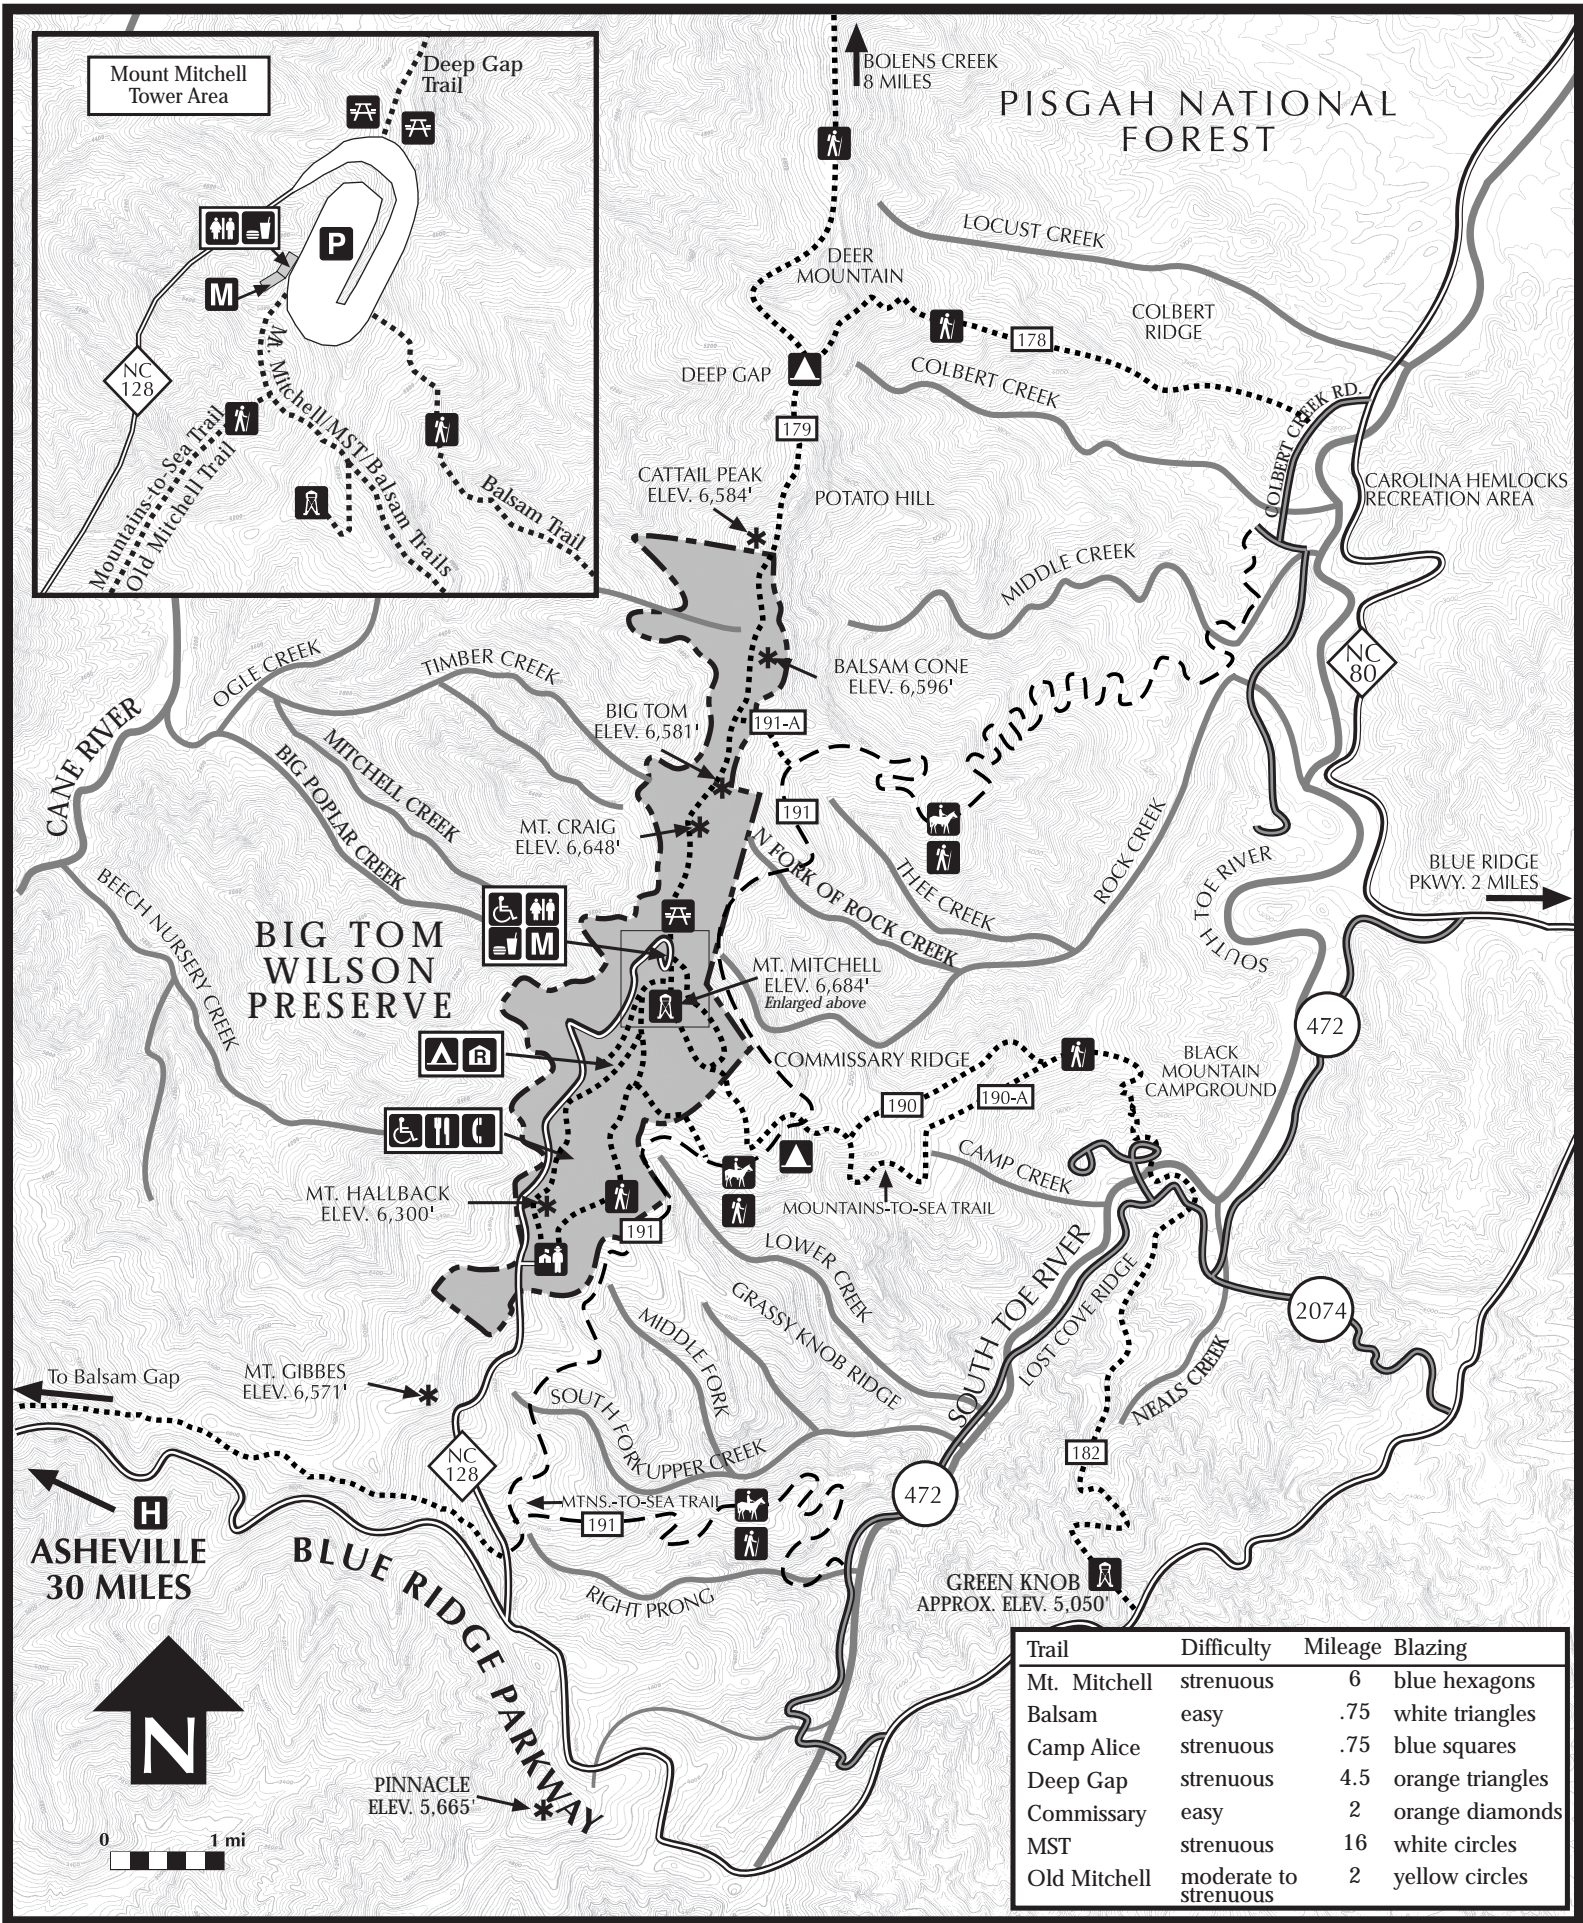 Mount Mitchell
Tower Area
Deep Gap
Trail
P
M
NC
128
Mt. Mitchell/MST/Balsam Trails
Mountains-to-Sea Trail
Old Mitchell Trail
Balsam Trail
BOLENS CREEK
8 MILES
PISGAH NATIONAL
FOREST
LOCUST CREEK
DEER
MOUNTAIN
COLBERT
RIDGE
178
DEEP GAP
COLBERT CREEK
COLBERT CREEK RD.
179
CATTAIL PEAK
ELEV. 6,584'
POTATO HILL
CAROLINA HEMLOCKS
RECREATION AREA
MIDDLE CREEK
NC
80
OGLE CREEK
TIMBER CREEK
BALSAM CONE
ELEV. 6,596'
CANE RIVER
BIG TOM
ELEV. 6,581'
191-A
MITCHELL CREEK
BIG POPLAR CREEK
191
MT. CRAIG
ELEV. 6,648'
N FORK OF ROCK CREEK
THEE CREEK
ROCK CREEK
SOUTH TOE RIVER
BLUE RIDGE
PKWY. 2 MILES
BEECH NURSERY CREEK
BIG TOM
WILSON
PRESERVE
M
MT. MITCHELL
ELEV. 6,684'
Enlarged above
472
R
COMMISSARY RIDGE
BLACK
MOUNTAIN
CAMPGROUND
190
190-A
CAMP CREEK
MT. HALLBACK
ELEV. 6,300'
MOUNTAINS-TO-SEA TRAIL
191
LOWER CREEK
GRASSY KNOB RIDGE
MIDDLE FORK
SOUTH TOE RIVER
LOST COVE RIDGE
2074
NEALS CREEK
To Balsam Gap
MT. GIBBES
ELEV. 6,571'
SOUTH FORK
UPPER CREEK
182
NC
128
MTNS.-TO-SEA TRAIL
191
472
H
ASHEVILLE
30 MILES
BLUE RIDGE PARKWAY
RIGHT PRONG
GREEN KNOB
APPROX. ELEV. 5,050'
N
PINNACLE
ELEV. 5,665'
0 1 mi
Trail Difficulty Mileage Blazing
Mt. Mitchell strenuous 6 blue hexagons
Balsam easy .75 white triangles
Camp Alice strenuous .75 blue squares
Deep Gap strenuous 4.5 orange triangles
Commissary easy 2 orange diamonds
MST strenuous 16 white circles
Old Mitchell moderate to strenuous 2 yellow circles